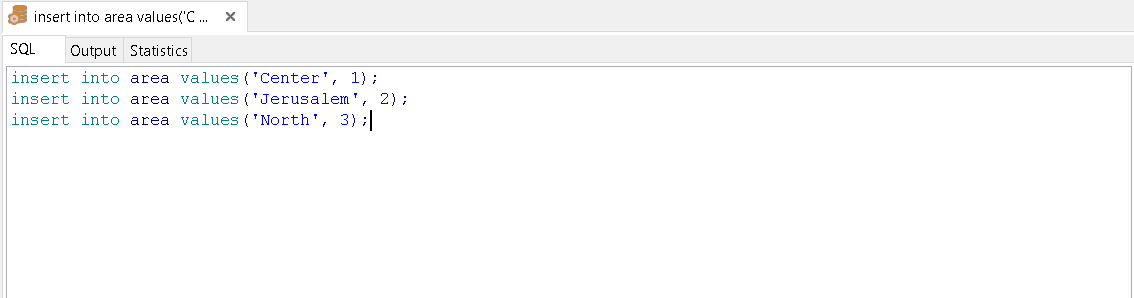 insert into area values('C ...
SQL
Output
Statistics
insert into area values('Center', 1);
insert into area values('Jerusalem', 2);
insert into area values('North', 3);